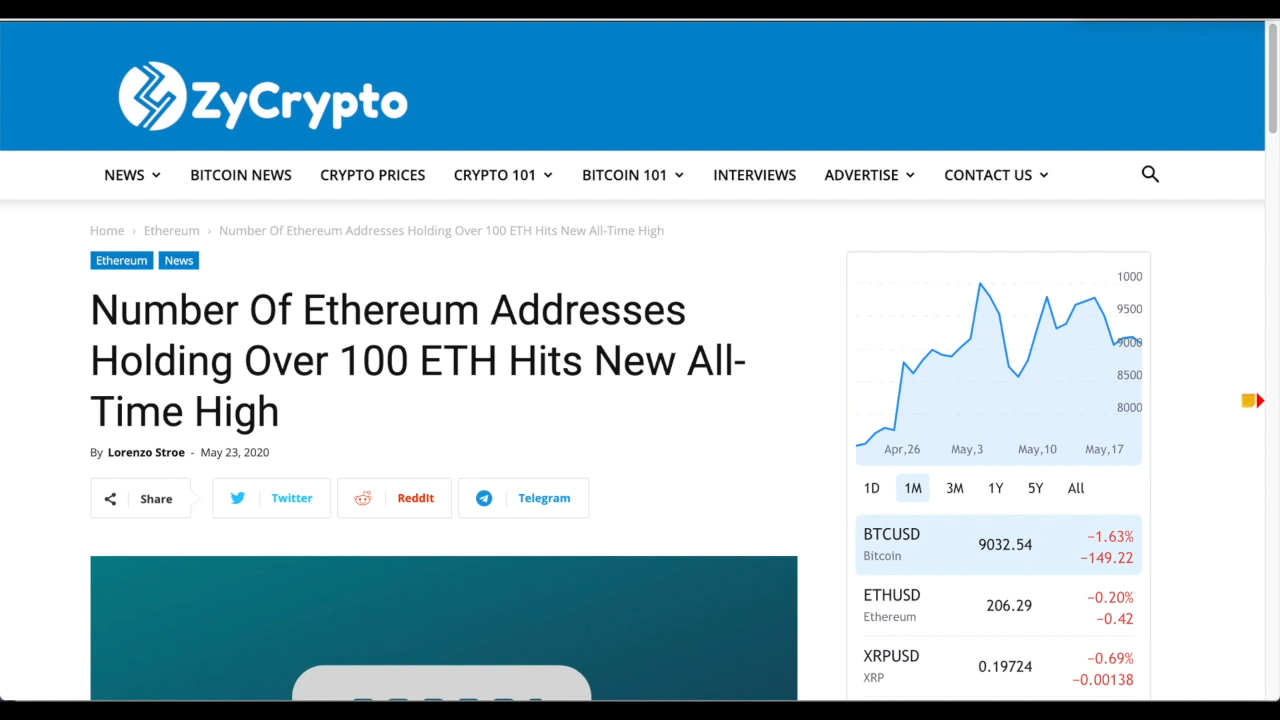 ZyCrypto
NEWS BITCOIN NEWS CRYPTO PRICES CRYPTO 101 BITCOIN 101 INTERVIEWS ADVERTISE CONTACT US
Home › Ethereum › Number Of Ethereum Addresses Holding Over 100 ETH Hits New All-Time High
Ethereum News
Number Of Ethereum Addresses
Holding Over 100 ETH Hits New All-
Time High
By Lorenzo Stroe - May 23, 2020
Share Twitter ReddIt Telegram
1000
9500
9000
8500
8000
Apr,26 May,3 May,10 May,17
1D 1M 3M 1Y 5Y All
BTCUSD 9032.54 −1.63%
Bitcoin −149.22
ETHUSD 206.29 −0.20%
Ethereum −0.42
XRPUSD 0.19724 −0.69%
XRP −0.00138